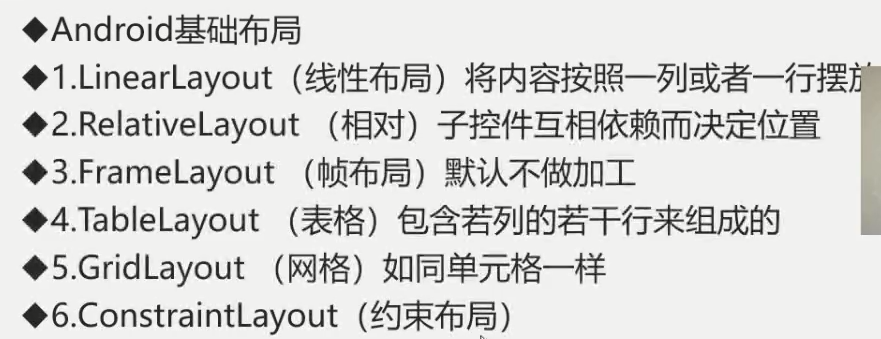 ◆Android基础布局
◆1.LinearLayout（线性布局）将内容按照一列或者一行摆放
◆2.RelativeLayout （相对）子控件互相依赖而决定位置
◆3.FrameLayout （帧布局）默认不做加工
◆4.TableLayout （表格）包含若列的若干行来组成的
◆5.GridLayout （网格）如同单元格一样
◆6.ConstraintLayout（约束布局）